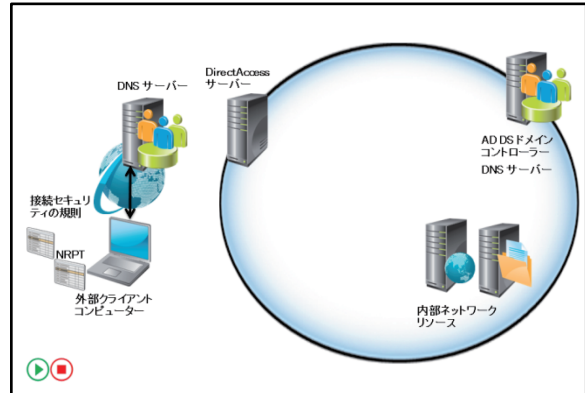 DNS サーバー
DirectAccess
サーバー
AD DSドメイン
コントローラー
DNS サーバー
接続セキュリ
ティの規則
NRPT
外部クライアント
コンピューター
内部ネットワーク
リソース